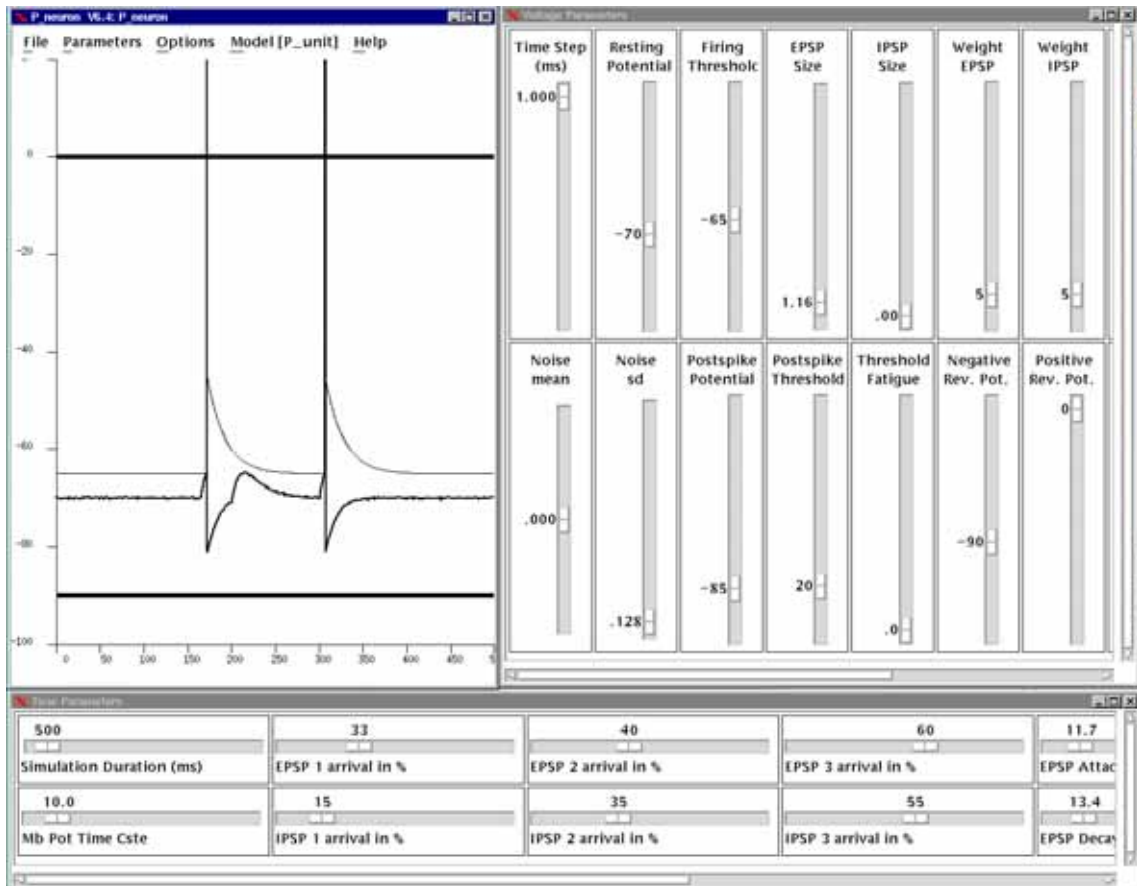 P_neuron V6.4: P_neuron
File Parameters Options Model [P_unit] Help
0
-20
-40
-60
-80
-100
0 50 100 150 200 250 300 350 400 450 5
Voltage Parameters
Time Step (ms) Resting Potential Firing Threshold EPSP Size IPSP Size Weight EPSP Weight IPSP
1.000 -70 -65 1.16 .00 5 5
Noise mean Noise sd Postspike Potential Postspike Threshold Threshold Fatigue Negative Rev. Pot. Positive Rev. Pot.
.000 .128 -85 20 .0 -90 0
Time Parameters
500 33 40 60 11.7
Simulation Duration (ms) EPSP 1 arrival in % EPSP 2 arrival in % EPSP 3 arrival in % EPSP Attac
10.0 15 35 55 13.4
Mb Pot Time Cste IPSP 1 arrival in % IPSP 2 arrival in % IPSP 3 arrival in % EPSP Decay